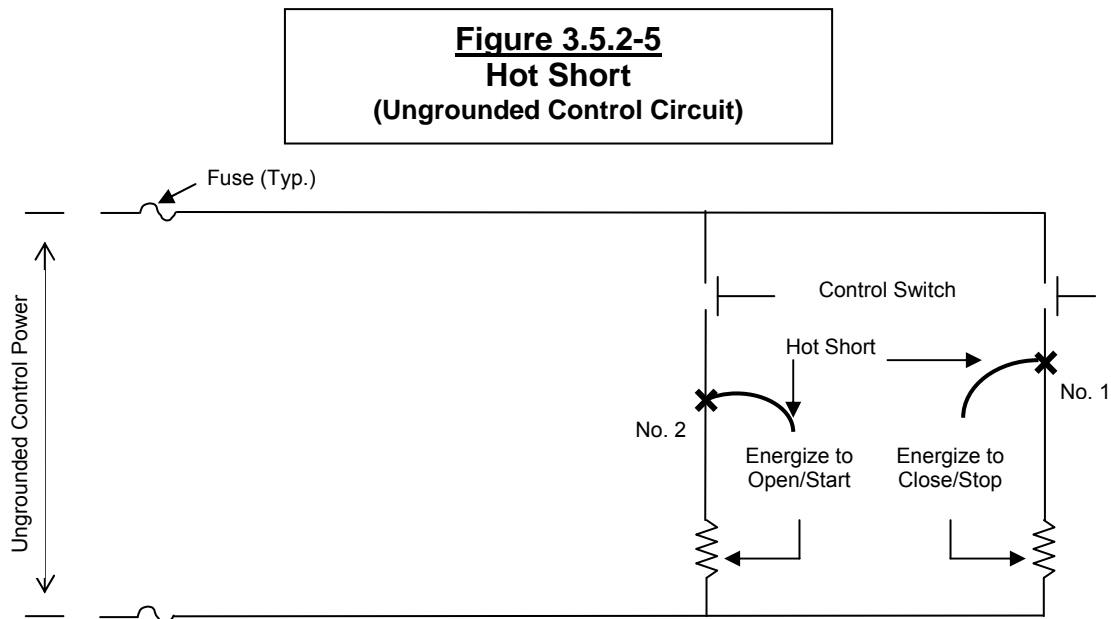 Figure 3.5.2-5
Hot Short
(Ungrounded Control Circuit)
Fuse (Typ.)
Ungrounded Control Power
Control Switch
Hot Short
No. 1
No. 2
Energize to
Open/Start
Energize to
Close/Stop